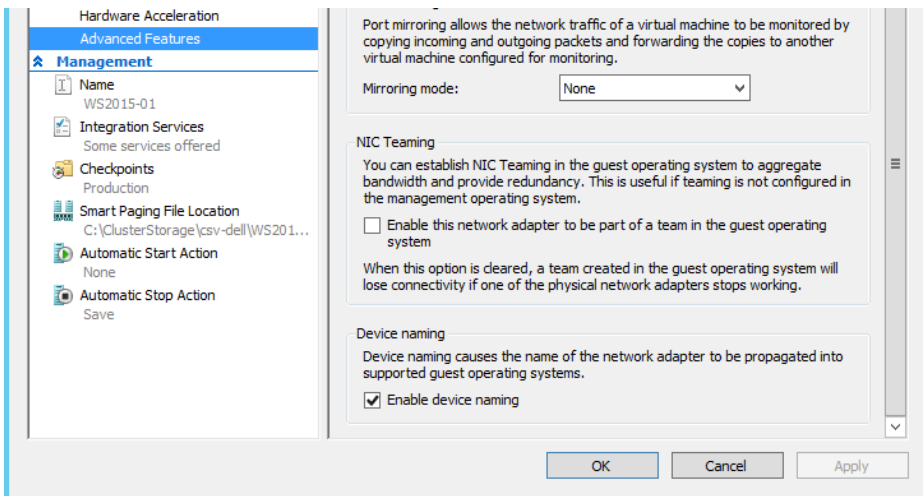 Hardware Acceleration
Advanced Features
Management
Name
WS2015-01
Integration Services
Some services offered
Checkpoints
Production
Smart Paging File Location
C:\ClusterStorage\csv-dell\WS201...
Automatic Start Action
None
Automatic Stop Action
Save
Port mirroring allows the network traffic of a virtual machine to be monitored by
copying incoming and outgoing packets and forwarding the copies to another
virtual machine configured for monitoring.
Mirroring mode:
None
NIC Teaming
You can establish NIC Teaming in the guest operating system to aggregate
bandwidth and provide redundancy. This is useful if teaming is not configured in
the management operating system.
Enable this network adapter to be part of a team in the guest operating
system
When this option is cleared, a team created in the guest operating system will
lose connectivity if one of the physical network adapters stops working.
Device naming
Device naming causes the name of the network adapter to be propagated into
supported guest operating systems.
Enable device naming
OK
Cancel
Apply